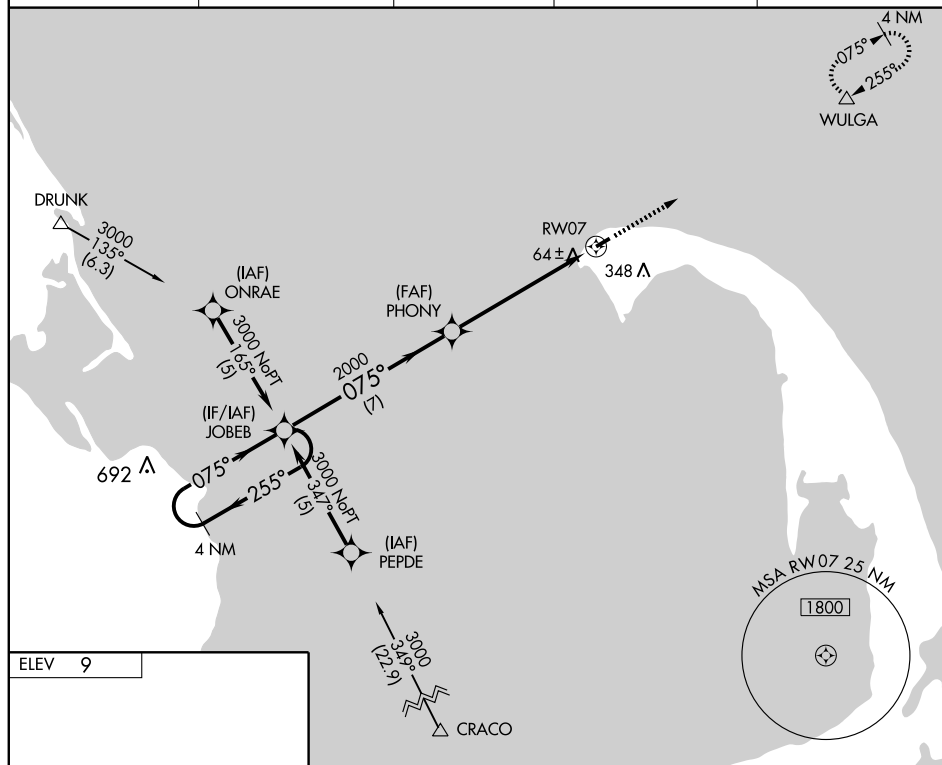 4 NM
075°
255°
WULGA
DRUNK
3000
135°
(6.3)
(IAF)
ONRAE
3000 NoPT
165°
(5)
RW07
64±
348
(FAF)
PHONY
2000
075°
(7)
(IF/IAF)
JOBEB
692
075°
255°
4 NM
3000 NoPT
347°
(5)
(IAF)
PEPDE
3000
349°
(22.9)
CRACO
MSA RW07 25 NM
1800
ELEV 9